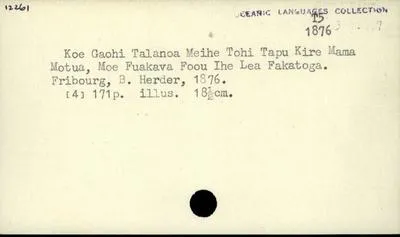 12261
OCEANIC LANGUAGES COLLECTION
T5
1876
Koe Gaohi Talanoa Meihe Tohi Tapu Kire Mama
Motua, Moe Fuakava Foou Ihe Lea Fakatoga.
Fribourg, B. Herder, 1876.
[4] 171p. illus. 18½cm.